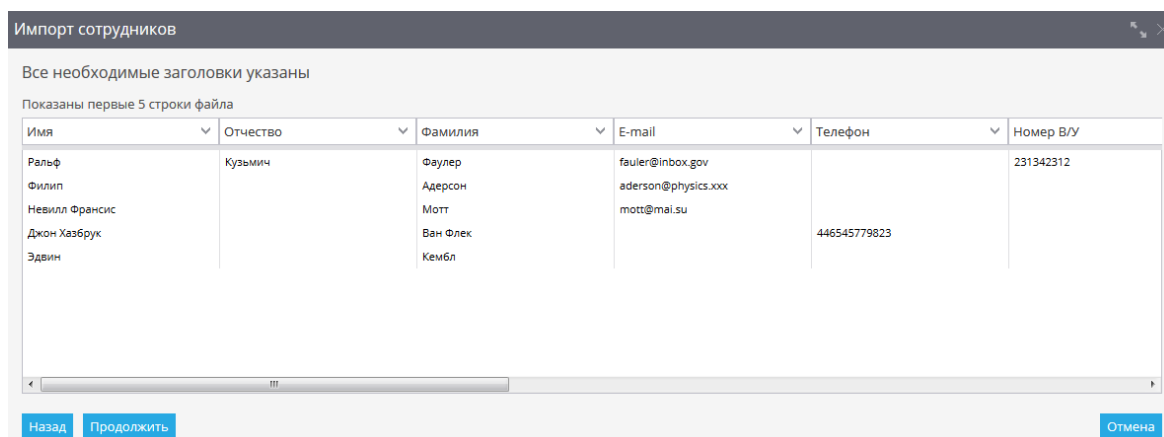 Импорт сотрудников
Все необходимые заголовки указаны
Показаны первые 5 строки файла
Имя Отчество Фамилия E-mail Телефон Номер В/У
Ральф Кузьмич Фаулер fauler@inbox.gov 231342312
Филип Адерсон aderson@physics.xxx
Невилл Франсис Мотт mott@mai.su
Джон Хазбрук Ван Флек 446545779823
Эдвин Кембл
Назад Продолжить Отмена